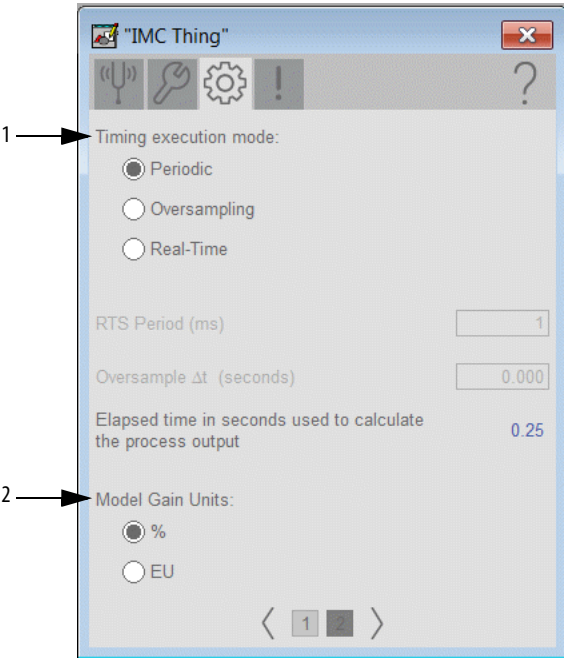 "IMC Thing"
?
1
Timing execution mode:
Periodic
Oversampling
Real-Time
RTS Period (ms)
1
Oversample Δt (seconds)
0.000
Elapsed time in seconds used to calculate
the process output
0.25
2
Model Gain Units:
%
EU
1 2